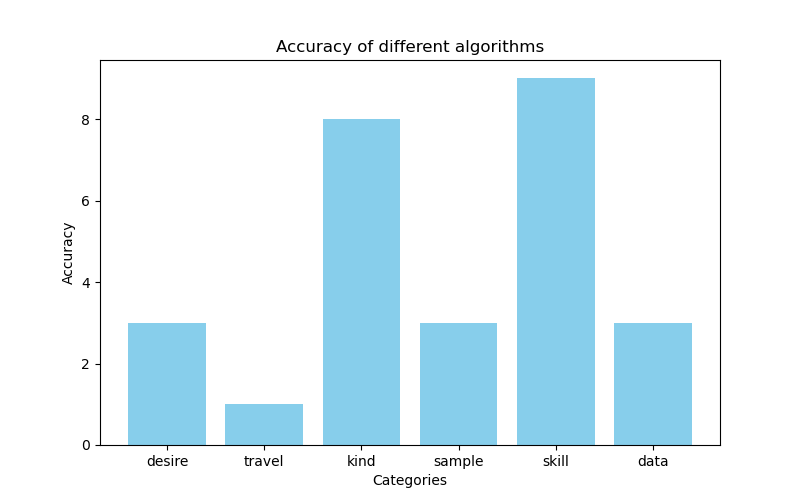 Accuracy of different algorithms
Accuracy
8
6
4
2
0
desire travel kind sample skill data
Categories